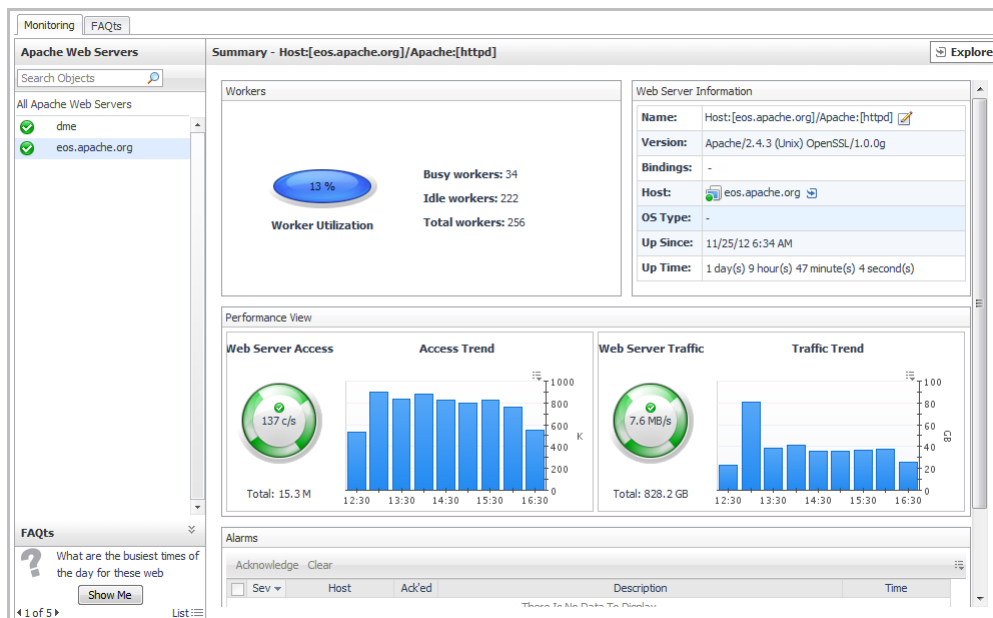 Monitoring FAQts
Apache Web Servers
Search Objects
All Apache Web Servers
dme
eos.apache.org
FAQts
What are the busiest times of
the day for these web
Show Me
1 of 5 List
Summary - Host:[eos.apache.org]/Apache:[httpd]
Explore
Workers
13 %
Worker Utilization
Busy workers: 34
Idle workers: 222
Total workers: 256
Web Server Information
Name: Host:[eos.apache.org]/Apache:[httpd]
Version: Apache/2.4.3 (Unix) OpenSSL/1.0.0g
Bindings: -
Host: eos.apache.org
OS Type: -
Up Since: 11/25/12 6:34 AM
Up Time: 1 day(s) 9 hour(s) 47 minute(s) 4 second(s)
Performance View
Web Server Access
137 c/s
Total: 15.3 M
Access Trend
1000
800
600
400
200
0
K
12:30 13:30 14:30 15:30 16:30
Web Server Traffic
7.6 MB/s
Total: 828.2 GB
Traffic Trend
100
80
60
40
20
0
GB
12:30 13:30 14:30 15:30 16:30
Alarms
Acknowledge Clear
Sev Host Ack'ed Description Time
There Is No Data To Display